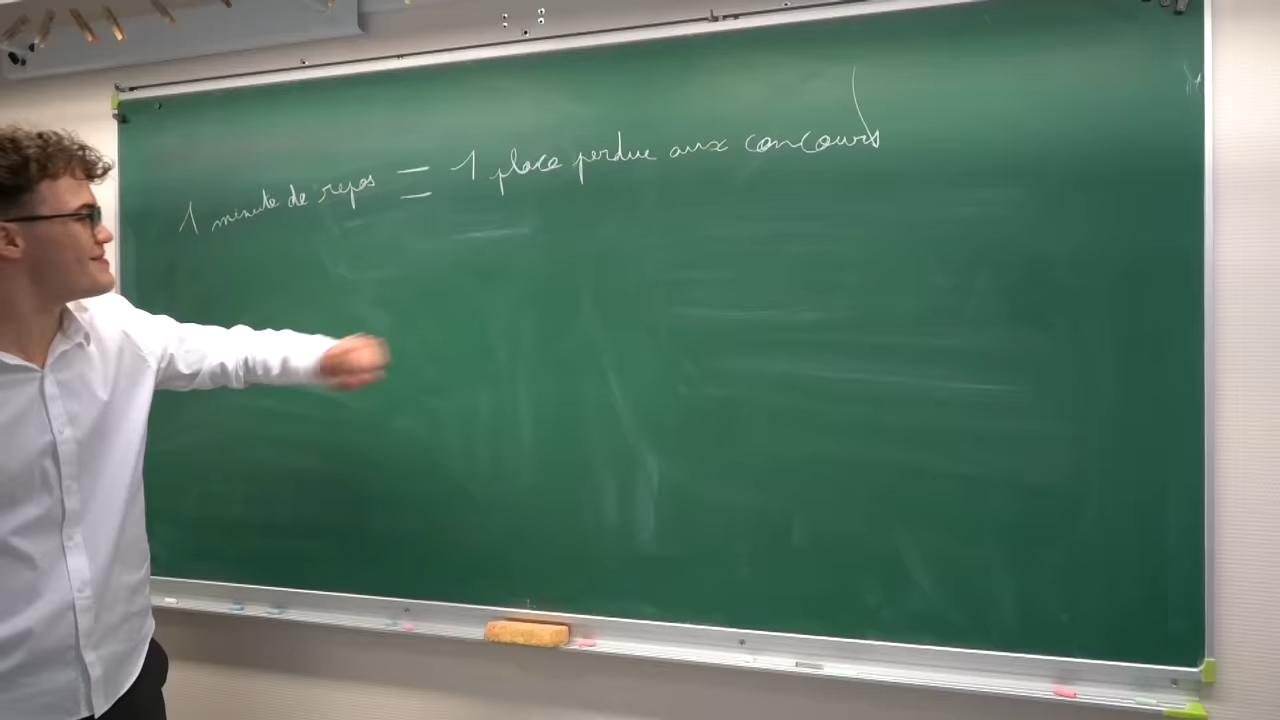 1 minute de repos = 1 place perdue aux concours